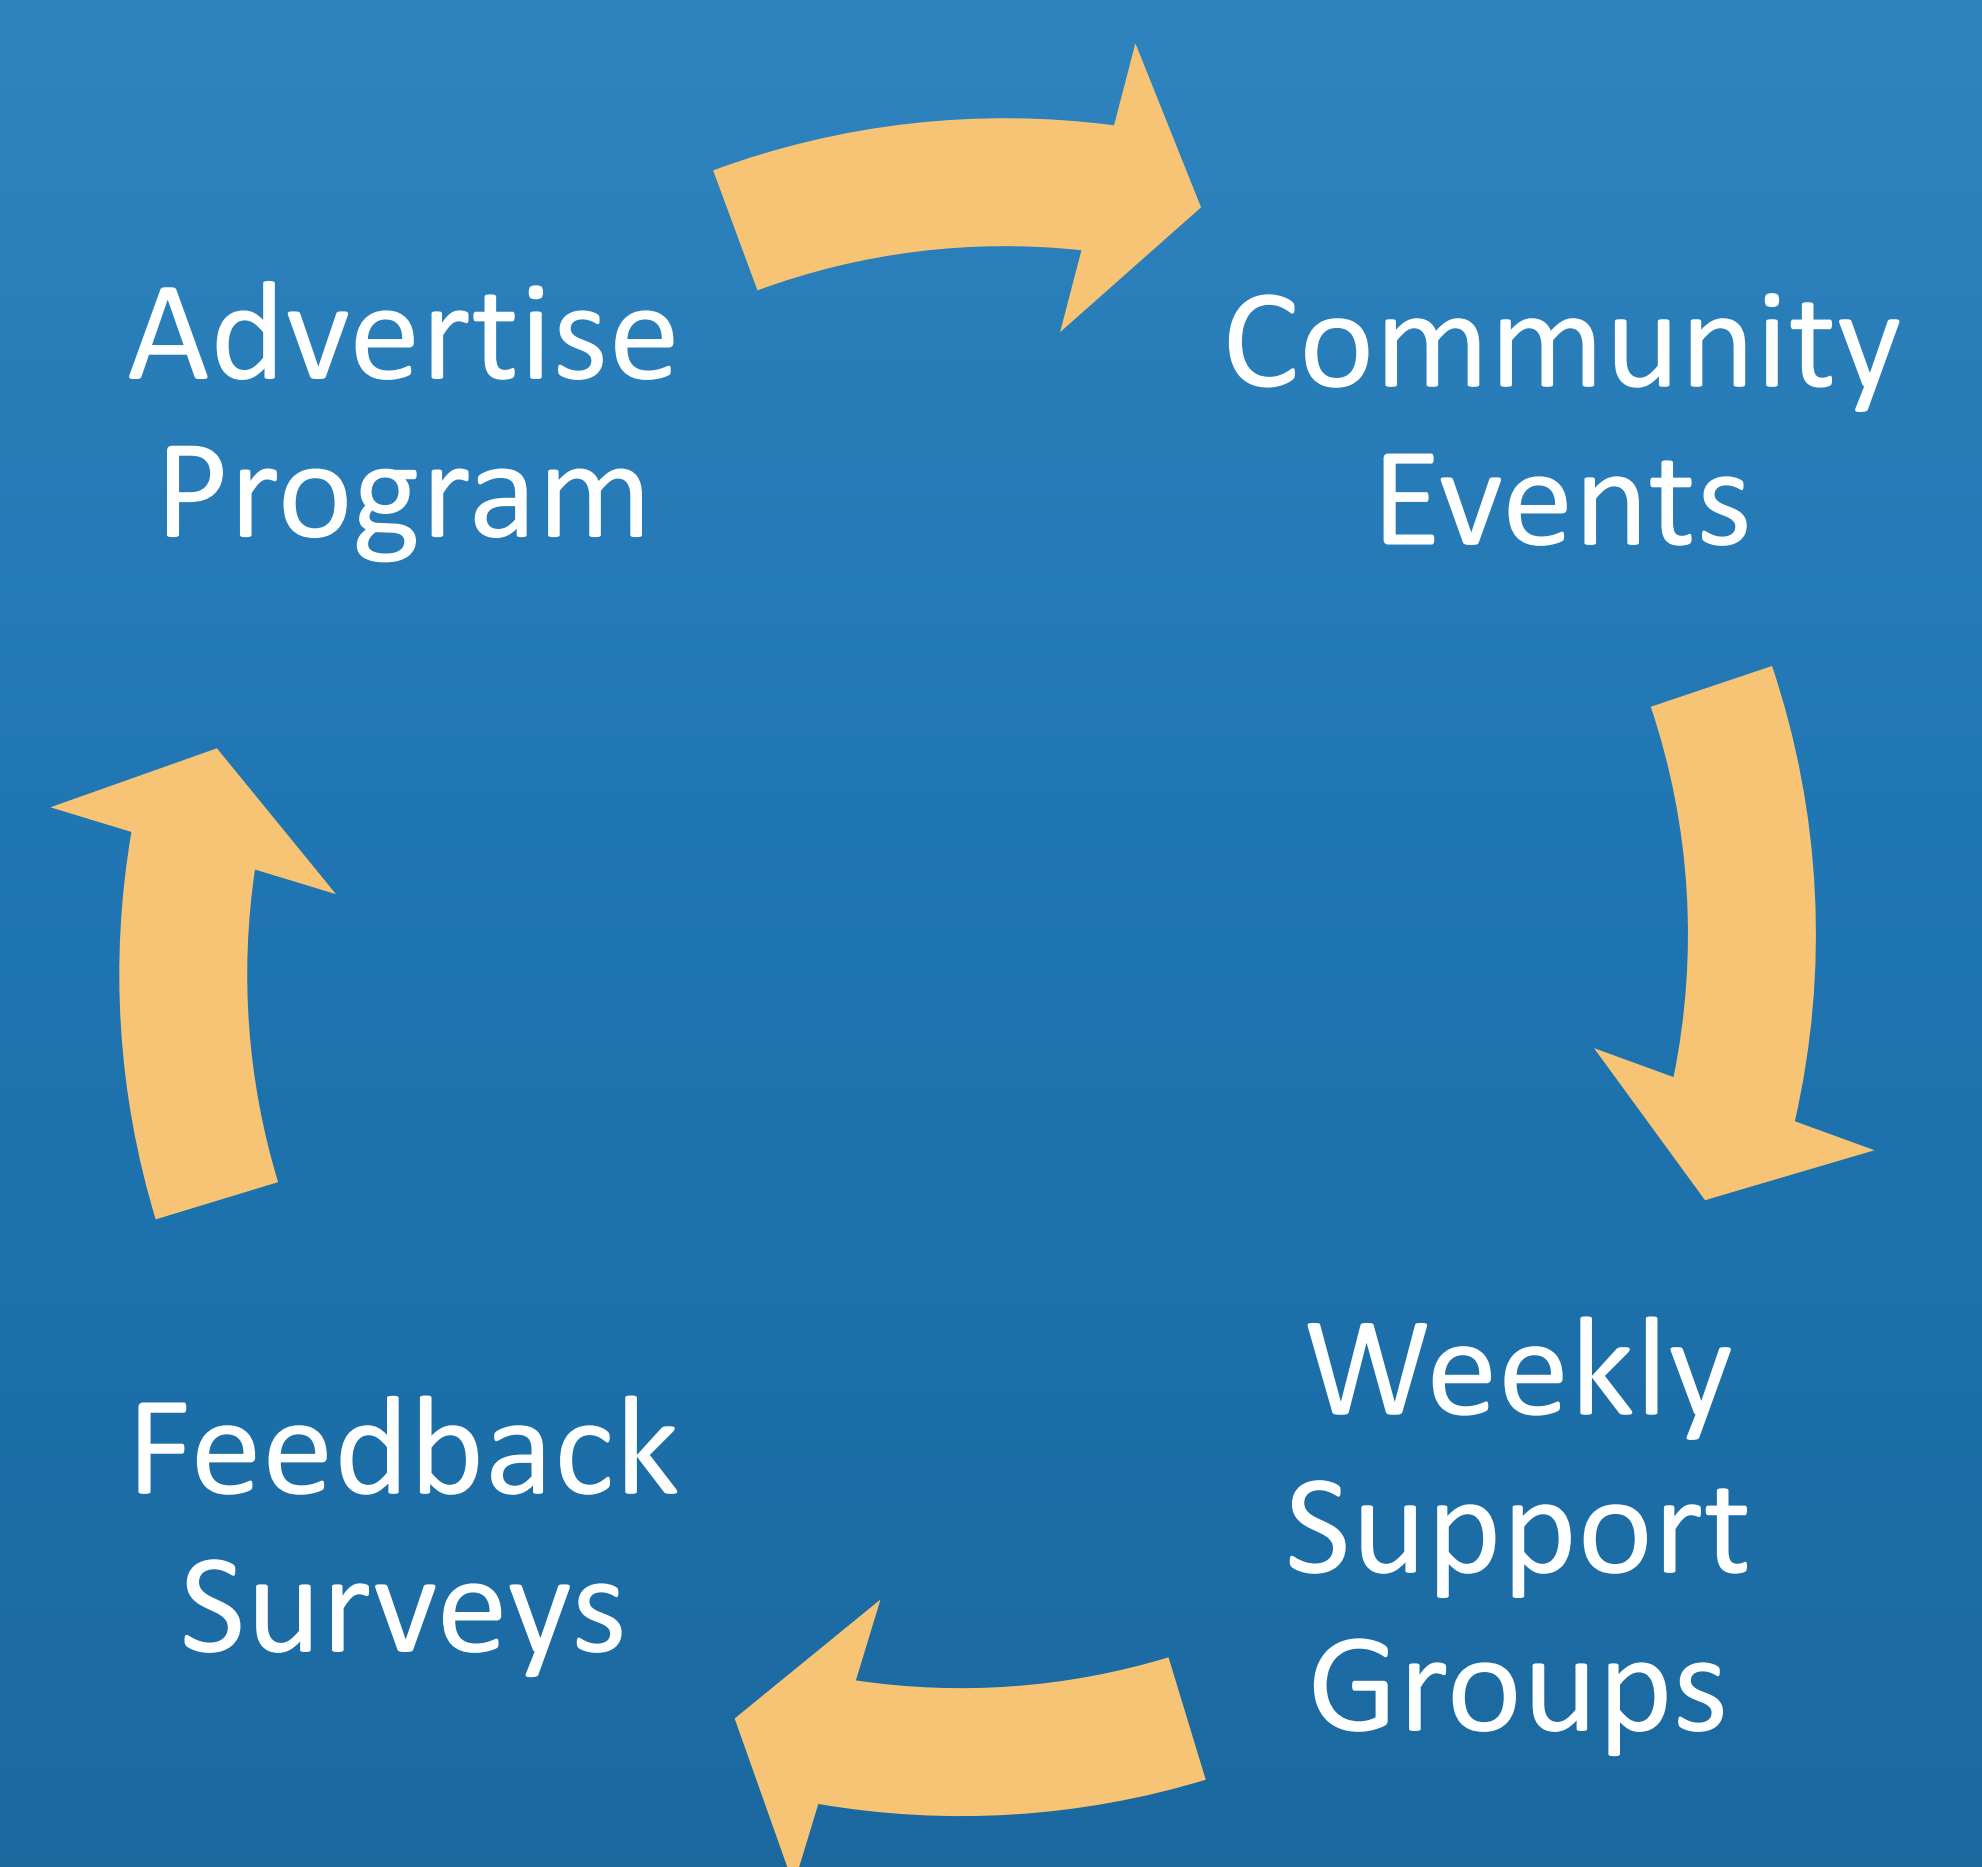 Advertise
Program
Community
Events
Weekly
Support
Groups
Feedback
Surveys